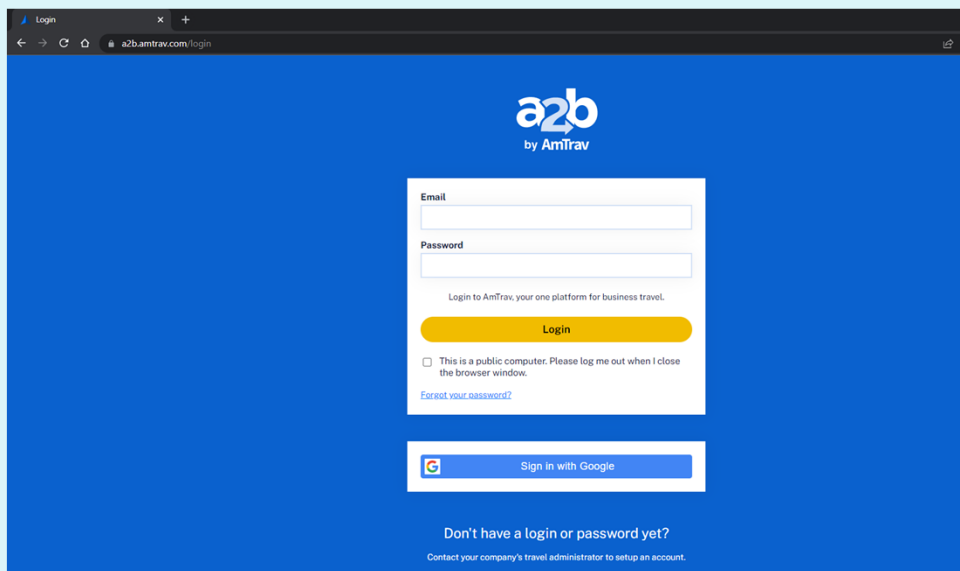 Login
a2b.amtrav.com/login
a2b
by AmTrav
Email
Password
Login to AmTrav, your one platform for business travel.
Login
This is a public computer. Please log me out when I close
the browser window.
Forgot your password?
G
Sign in with Google
Don't have a login or password yet?
Contact your company's travel administrator to setup an account.